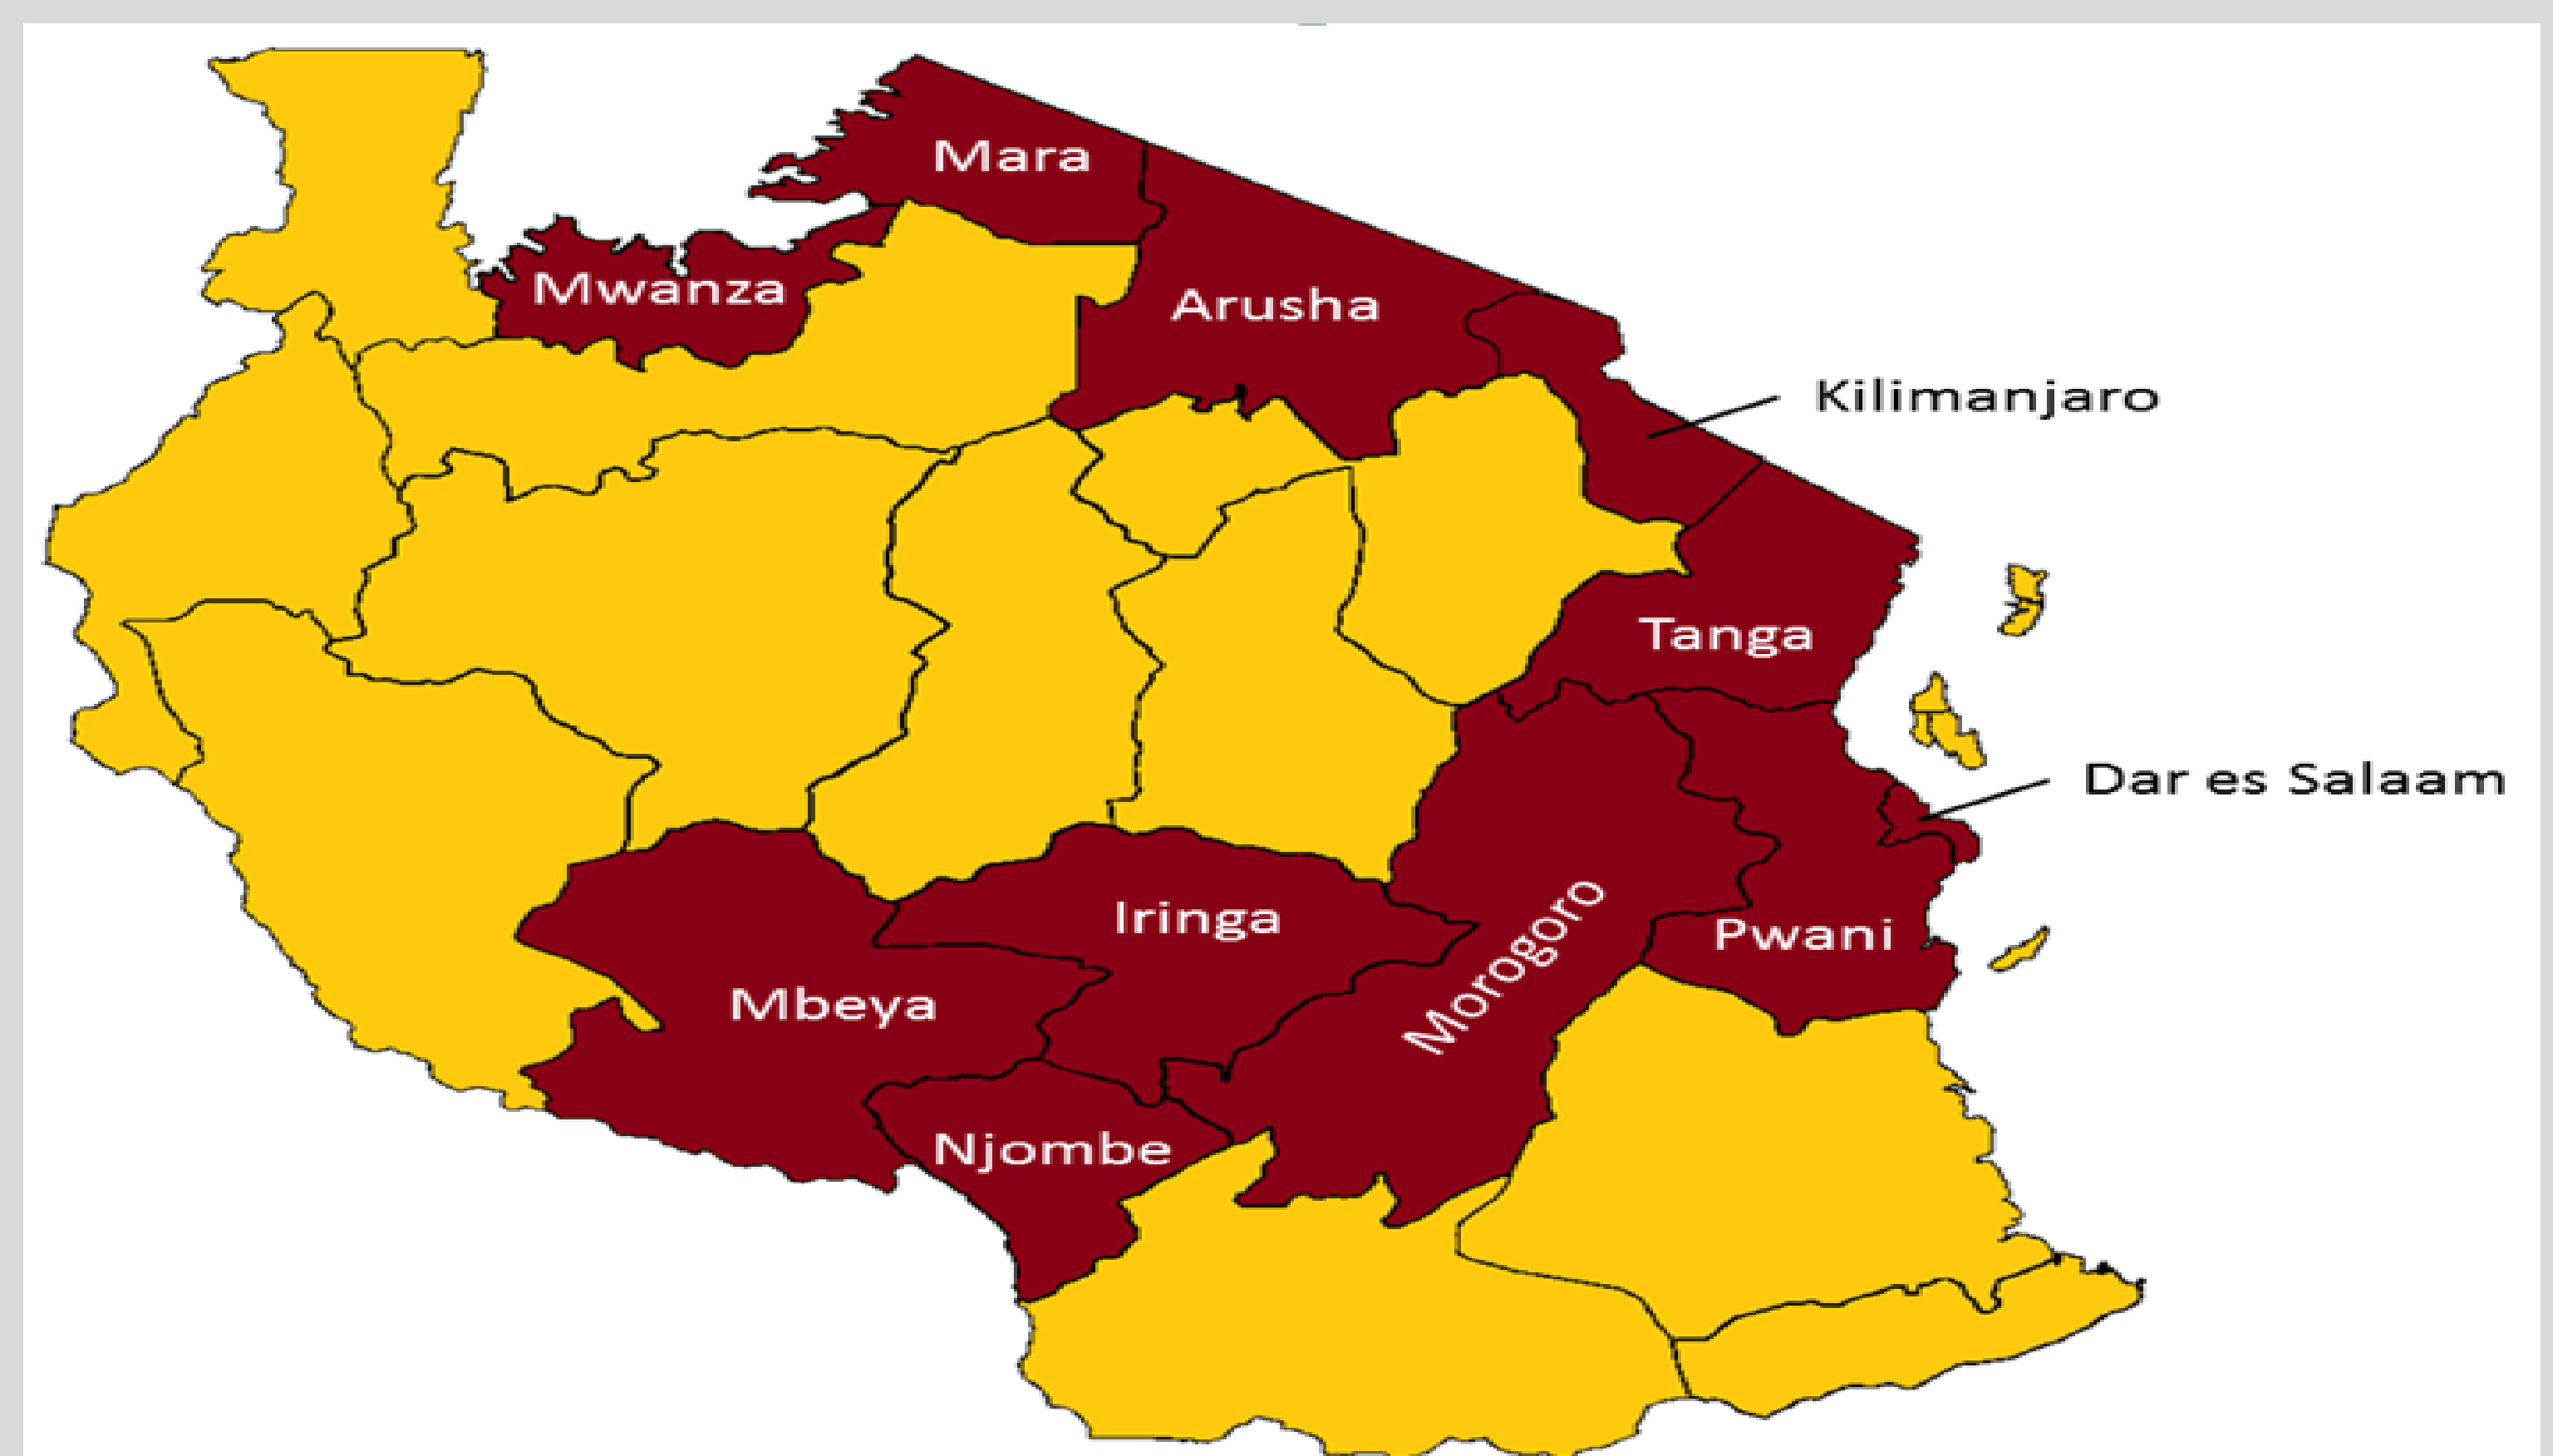 Mara
Mwanza
Arusha
Kilimanjaro
Tanga
Dar es Salaam
Iringa
Morogoro
Pwani
Mbeya
Njombe